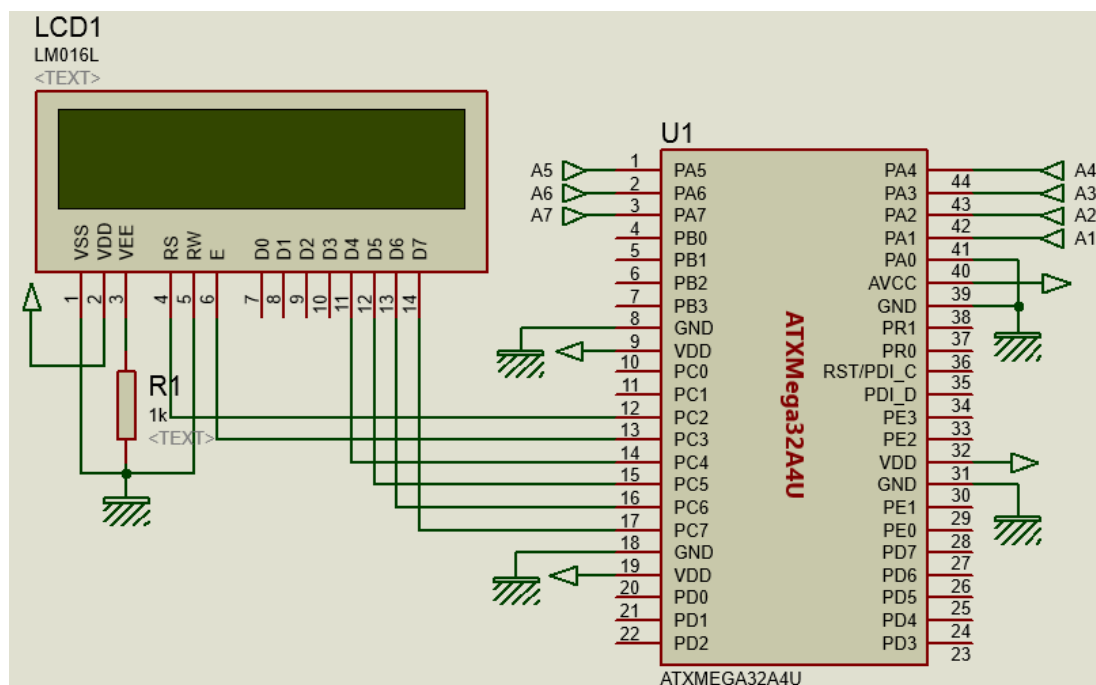 LCD1
LM016L
<TEXT>
VSS VDD VEE RS RW E D0 D1 D2 D3 D4 D5 D6 D7
1 2 3 4 5 6 7 8 9 10 11 12 13 14
R1
1k
<TEXT>
U1
A5 1 PA5 PA4 44 A4
A6 2 PA6 PA3 43 A3
A7 3 PA7 PA2 42 A2
4 PB0 PA1 41 A1
5 PB1 PA0 40
6 PB2 AVCC 39
7 PB3 GND 38
8 GND PR1 37
9 VDD PR0 36
10 PC0 RST/PDI_C 35
11 PC1 PDI_D 34
12 PC2 PE3 33
13 PC3 PE2 32
14 PC4 VDD 31
15 PC5 GND 30
16 PC6 PE1 29
17 PC7 PE0 28
18 GND PD7 27
19 VDD PD6 26
20 PD0 PD5 25
21 PD1 PD4 24
22 PD2 PD3 23
ATXMega32A4U
ATXMEGA32A4U